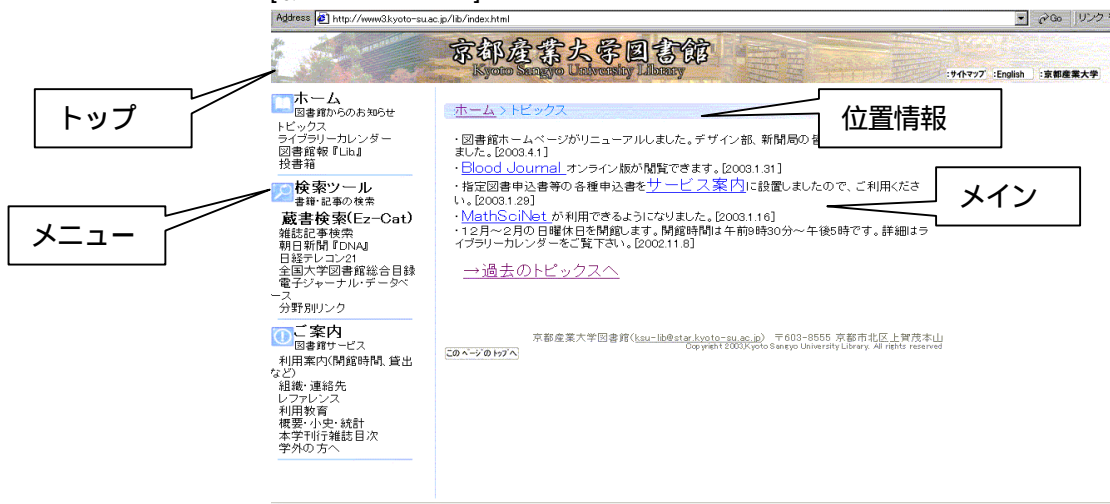 Address http://www3.kyoto-su.ac.jp/lib/index.html Go リンク
京都産業大学図書館
Kyoto Sangyo University Library
:サイトマップ :English :京都産業大学
トップ
メニュー
位置情報
メイン
ホーム
図書館からのお知らせ
トピックス
ライブラリーカレンダー
図書館報『Lib』
投書箱
検索ツール
書籍・記事の検索
蔵書検索(Ez-Cat)
雑誌記事検索
朝日新聞『DNA』
日経テレコン21
全国大学図書館総合目録
電子ジャーナル・データベ
ース
分野別リンク
ご案内
図書館サービス
利用案内(開館時間、貸出
など)
組織・連絡先
レファレンス
利用教育
概要・小史・統計
本学刊行雑誌目次
学外の方へ
ホーム > トピックス
・図書館ホームページがリニューアルしました。デザイン部、新聞局の
ました。[2003.4.1]
・Blood Journal オンライン版が閲覧できます。[2003.1.31]
・指定図書申込書等の各種申込書をサービス案内に設置しましたので、ご利用くださ
い。[2003.1.29]
・MathSciNet が利用できるようになりました。[2003.1.16]
・12月～2月の日曜休日を開館します。開館時間は午前9時30分～午後5時です。詳細はラ
イブラリーカレンダーをご覧下さい。[2002.11.8]
→過去のトピックスへ
京都産業大学図書館(ksu-lib@star.kyoto-su.ac.jp) 〒603-8555 京都市北区上賀茂本山
Copyright 2003,Kyoto Sangyo University Library. All rights reserved
このページのトップへ